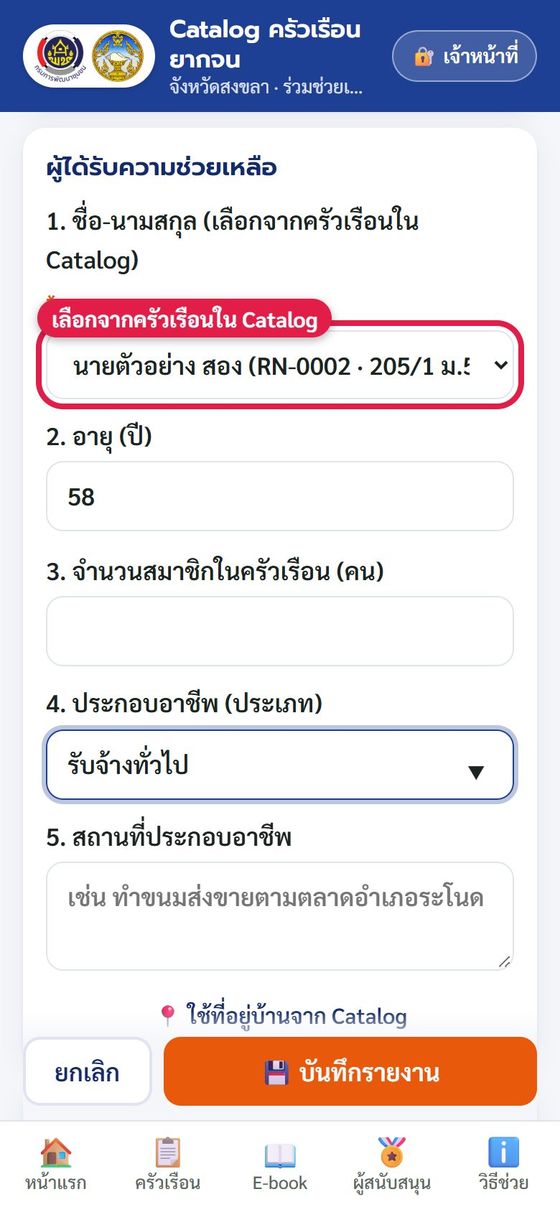 กรมการพัฒนาชุมชน
Catalog ครัวเรือน
ยากจน
จังหวัดสงขลา · ร่วมช่วยเ...
เจ้าหน้าที่
ผู้ได้รับความช่วยเหลือ
1. ชื่อ-นามสกุล (เลือกจากครัวเรือนใน
Catalog)
เลือกจากครัวเรือนใน Catalog
นายตัวอย่าง สอง (RN-0002 · 205/1 ม.5
2. อายุ (ปี)
58
3. จำนวนสมาชิกในครัวเรือน (คน)
4. ประกอบอาชีพ (ประเภท)
รับจ้างทั่วไป
5. สถานที่ประกอบอาชีพ
เช่น ทำขนมส่งขายตามตลาดอำเภอระโนด
ใช้ที่อยู่บ้านจาก Catalog
ยกเลิก
บันทึกรายงาน
หน้าแรก
ครัวเรือน
E-book
ผู้สนับสนุน
วิธีช่วย